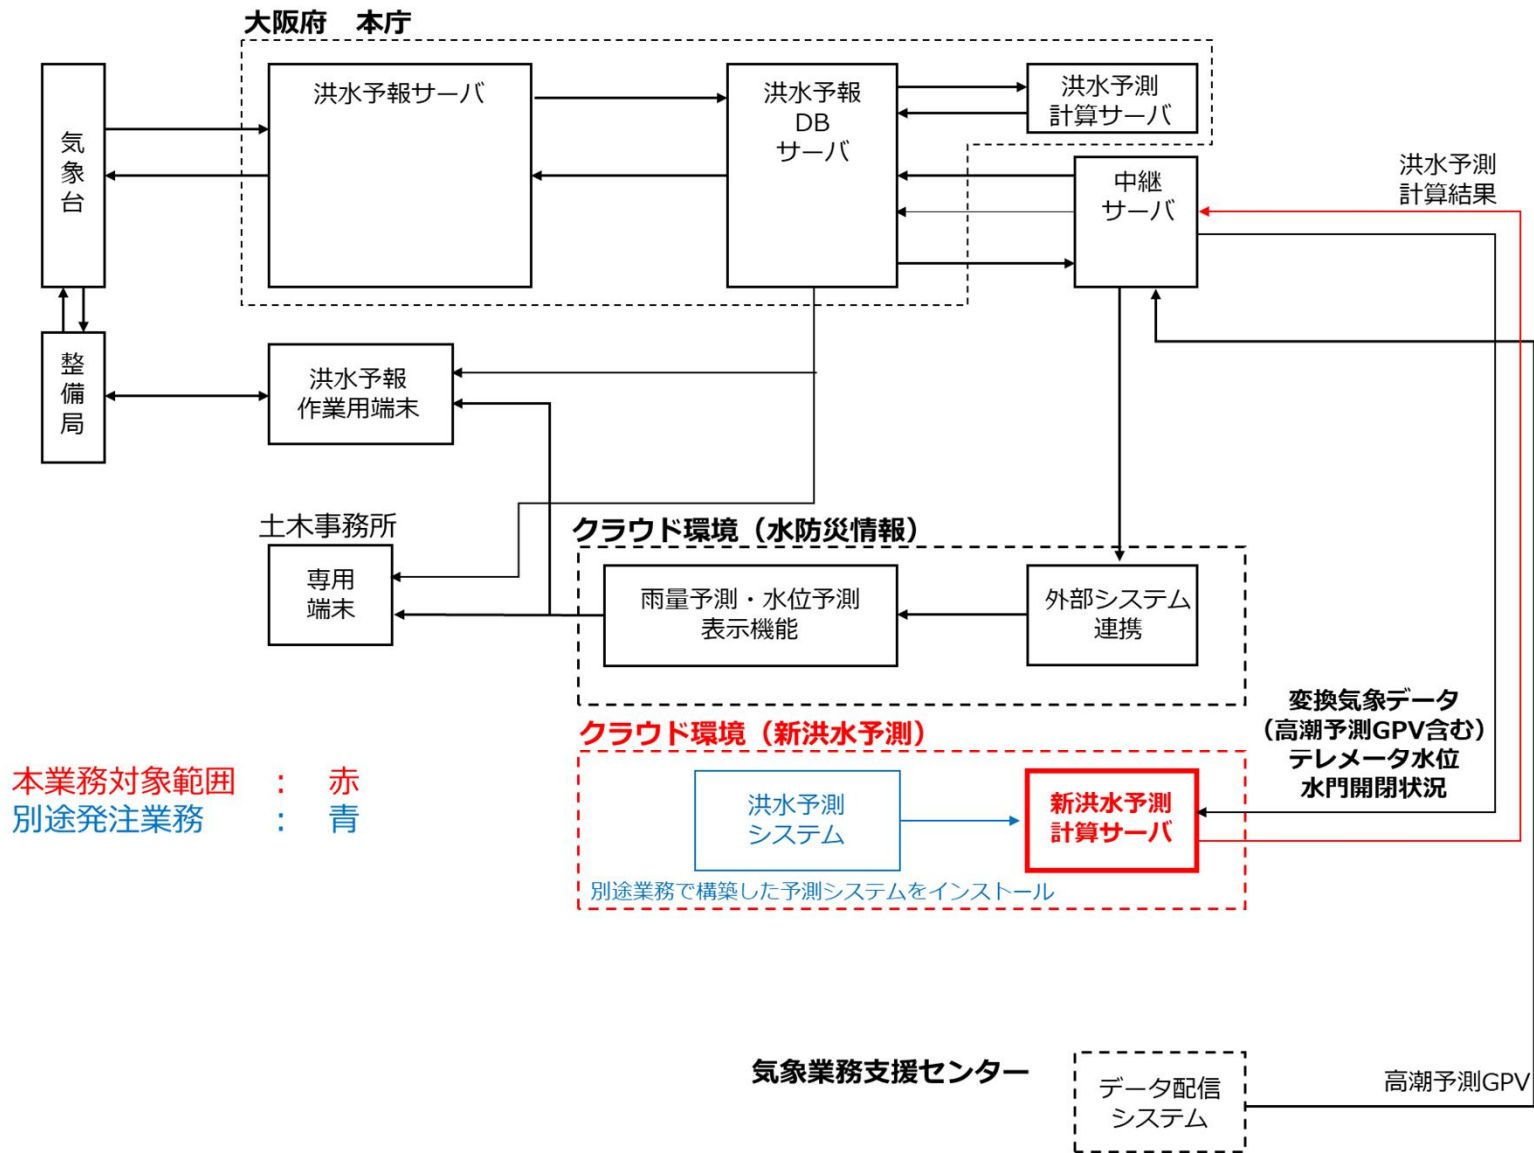 大阪府　本庁
気
象
台
洪水予報サーバ
洪水予報
DB
サーバ
洪水予測
計算サーバ
中継
サーバ
洪水予測
計算結果
整
備
局
洪水予報
作業用端末
土木事務所
専用
端末
クラウド環境（水防災情報）
雨量予測・水位予測
表示機能
外部システム
連携
変換気象データ
（高潮予測GPV含む）
テレメータ水位
水門開閉状況
クラウド環境（新洪水予測）
本業務対象範囲　：　赤
別途発注業務　　：　青
洪水予測
システム
新洪水予測
計算サーバ
別途業務で構築した予測システムをインストール
気象業務支援センター
データ配信
システム
高潮予測GPV